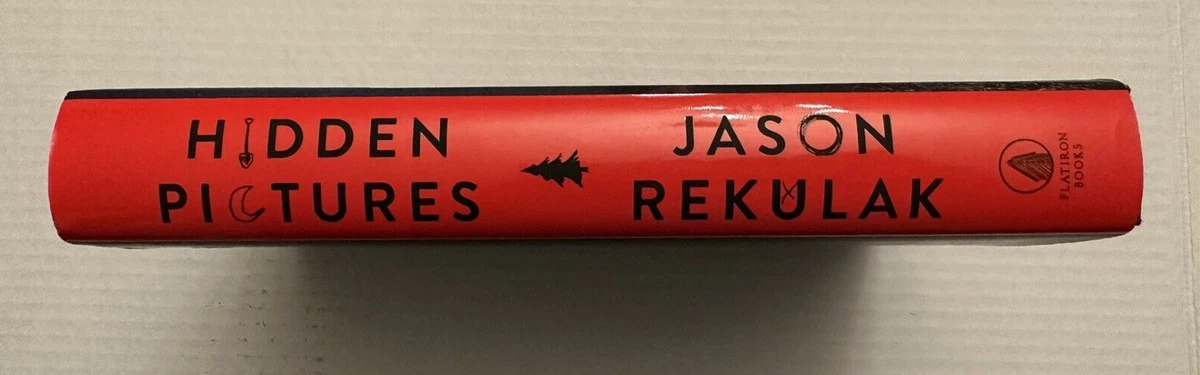 HIDDEN
PICTURES
JASON
REKULAK
FLATIRON
BOOKS